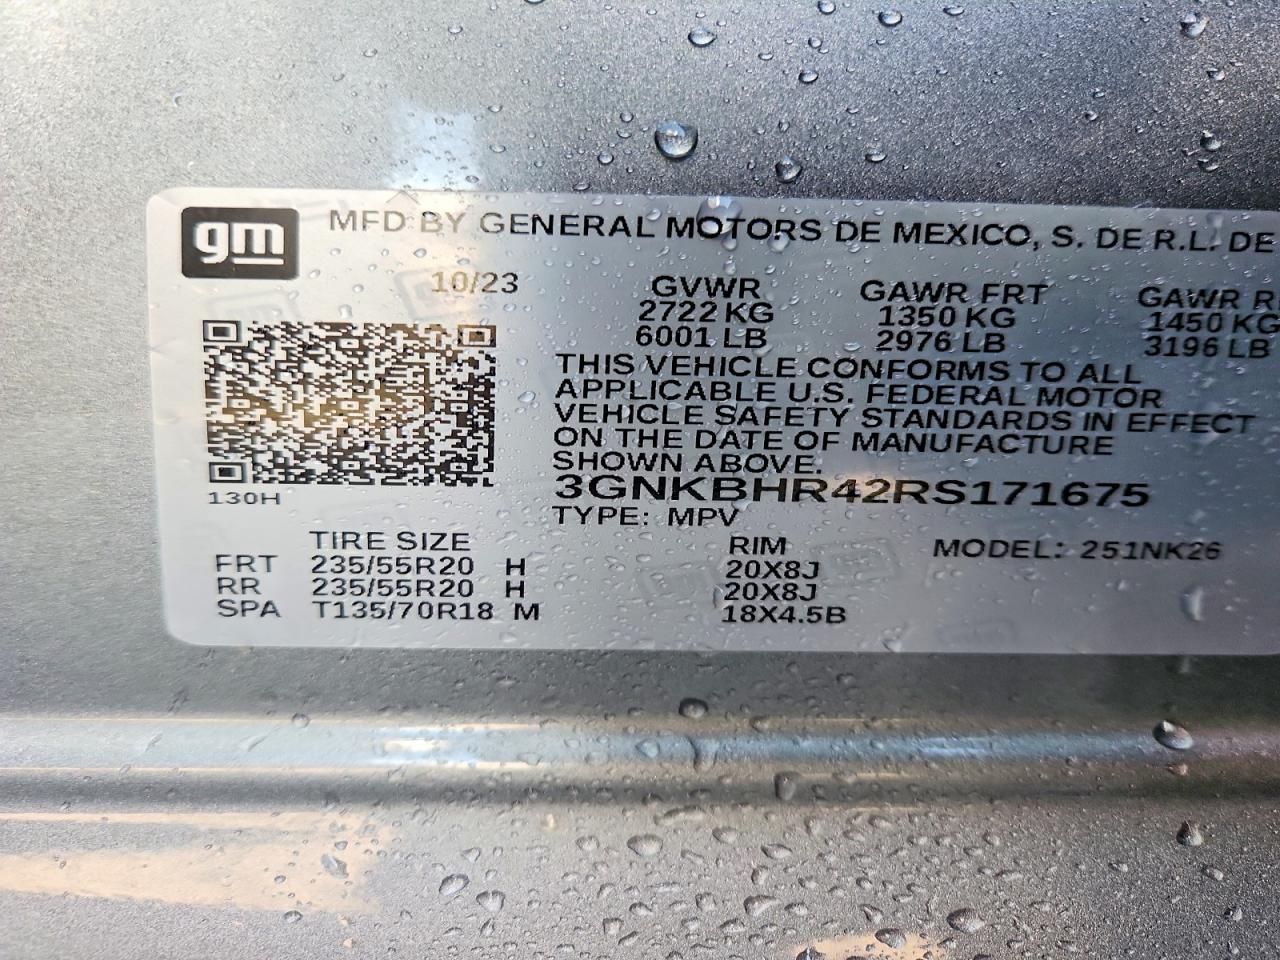 gm
MFD BY GENERAL MOTORS DE MEXICO, S. DE R.L. DE
10/23
GVWR GAWR FRT GAWR R
2722 KG 1350 KG 1450 KG
6001 LB 2976 LB 3196 LB
THIS VEHICLE CONFORMS TO ALL
APPLICABLE U.S. FEDERAL MOTOR
VEHICLE SAFETY STANDARDS IN EFFECT
ON THE DATE OF MANUFACTURE
SHOWN ABOVE.
130H
3GNKBHR42RS171675
TYPE: MPV
TIRE SIZE RIM MODEL: 251NK26
FRT 235/55R20 H 20X8J
RR 235/55R20 H 20X8J
SPA T135/70R18 M 18X4.5B